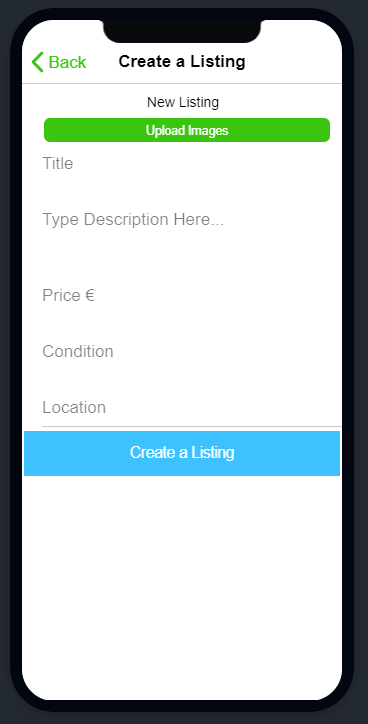 Back Create a Listing
New Listing
Upload Images
Title
Type Description Here...
Price €
Condition
Location
Create a Listing